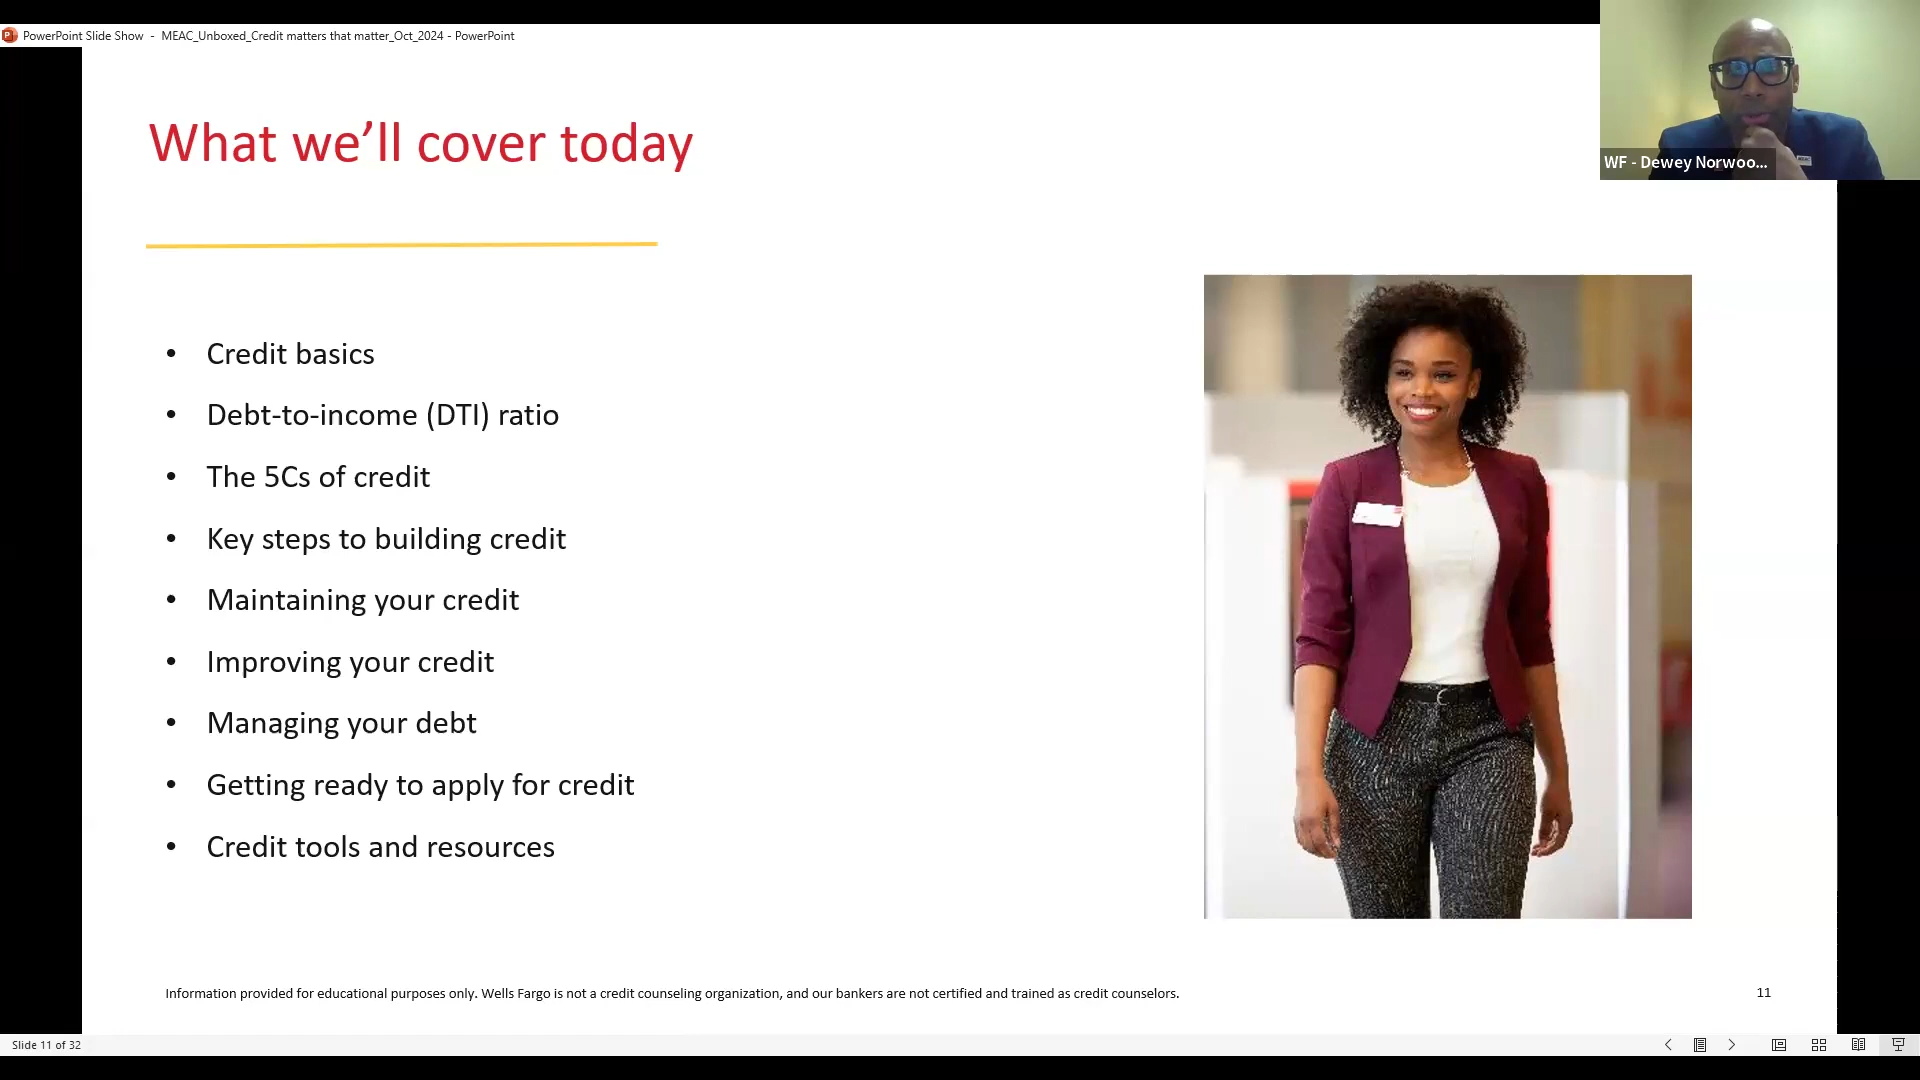 PowerPoint Slide Show - MEAC_Unboxed_Credit matters that matter_Oct_2024 - PowerPoint
WF - Dewey Norwoo...
What we’ll cover today
• Credit basics
• Debt-to-income (DTI) ratio
• The 5Cs of credit
• Key steps to building credit
• Maintaining your credit
• Improving your credit
• Managing your debt
• Getting ready to apply for credit
• Credit tools and resources
Information provided for educational purposes only. Wells Fargo is not a credit counseling organization, and our bankers are not certified and trained as credit counselors.
11
Slide 11 of 32